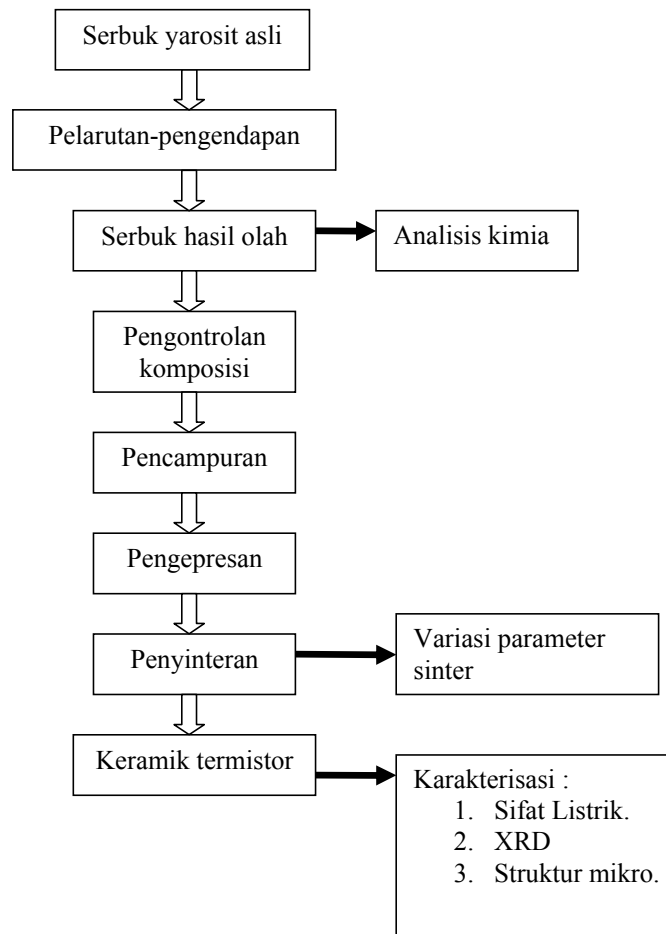 Serbuk yarosit asli
Pelarutan-pengendapan
Serbuk hasil olah
Analisis kimia
Pengontrolan
komposisi
Pencampuran
Pengepresan
Penyinteran
Variasi parameter
sinter
Keramik termistor
Karakterisasi :
1. Sifat Listrik.
2. XRD
3. Struktur mikro.